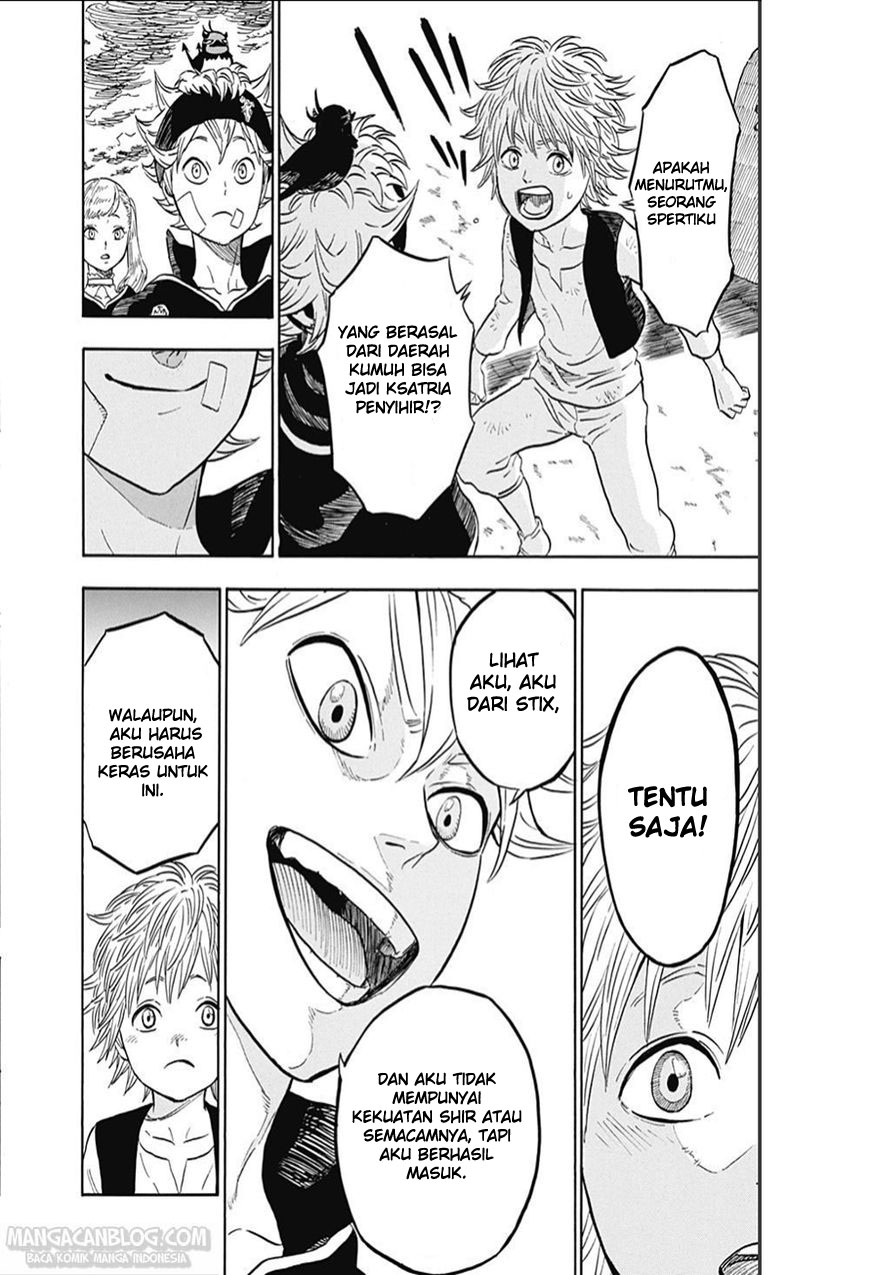 APAKAH
MENURUTMU,
SEORANG
SPERTIKU
YANG BERASAL
DARI DAERAH
KUMUH BISA
JADI KSATRIA
PENYIHIR!?
TENTU
SAJA!
LIHAT
AKU, AKU
DARI STIX,
DAN AKU TIDAK
MEMPUNYAI
KEKUATAN SHIR ATAU
SEMACAMNYA, TAPI
AKU BERHASIL
MASUK.
WALAUPUN,
AKU HARUS
BERUSAHA
KERAS UNTUK
INI.
MANGACANBLOG.COM
BACA KOMIK MANGA INDONESIA